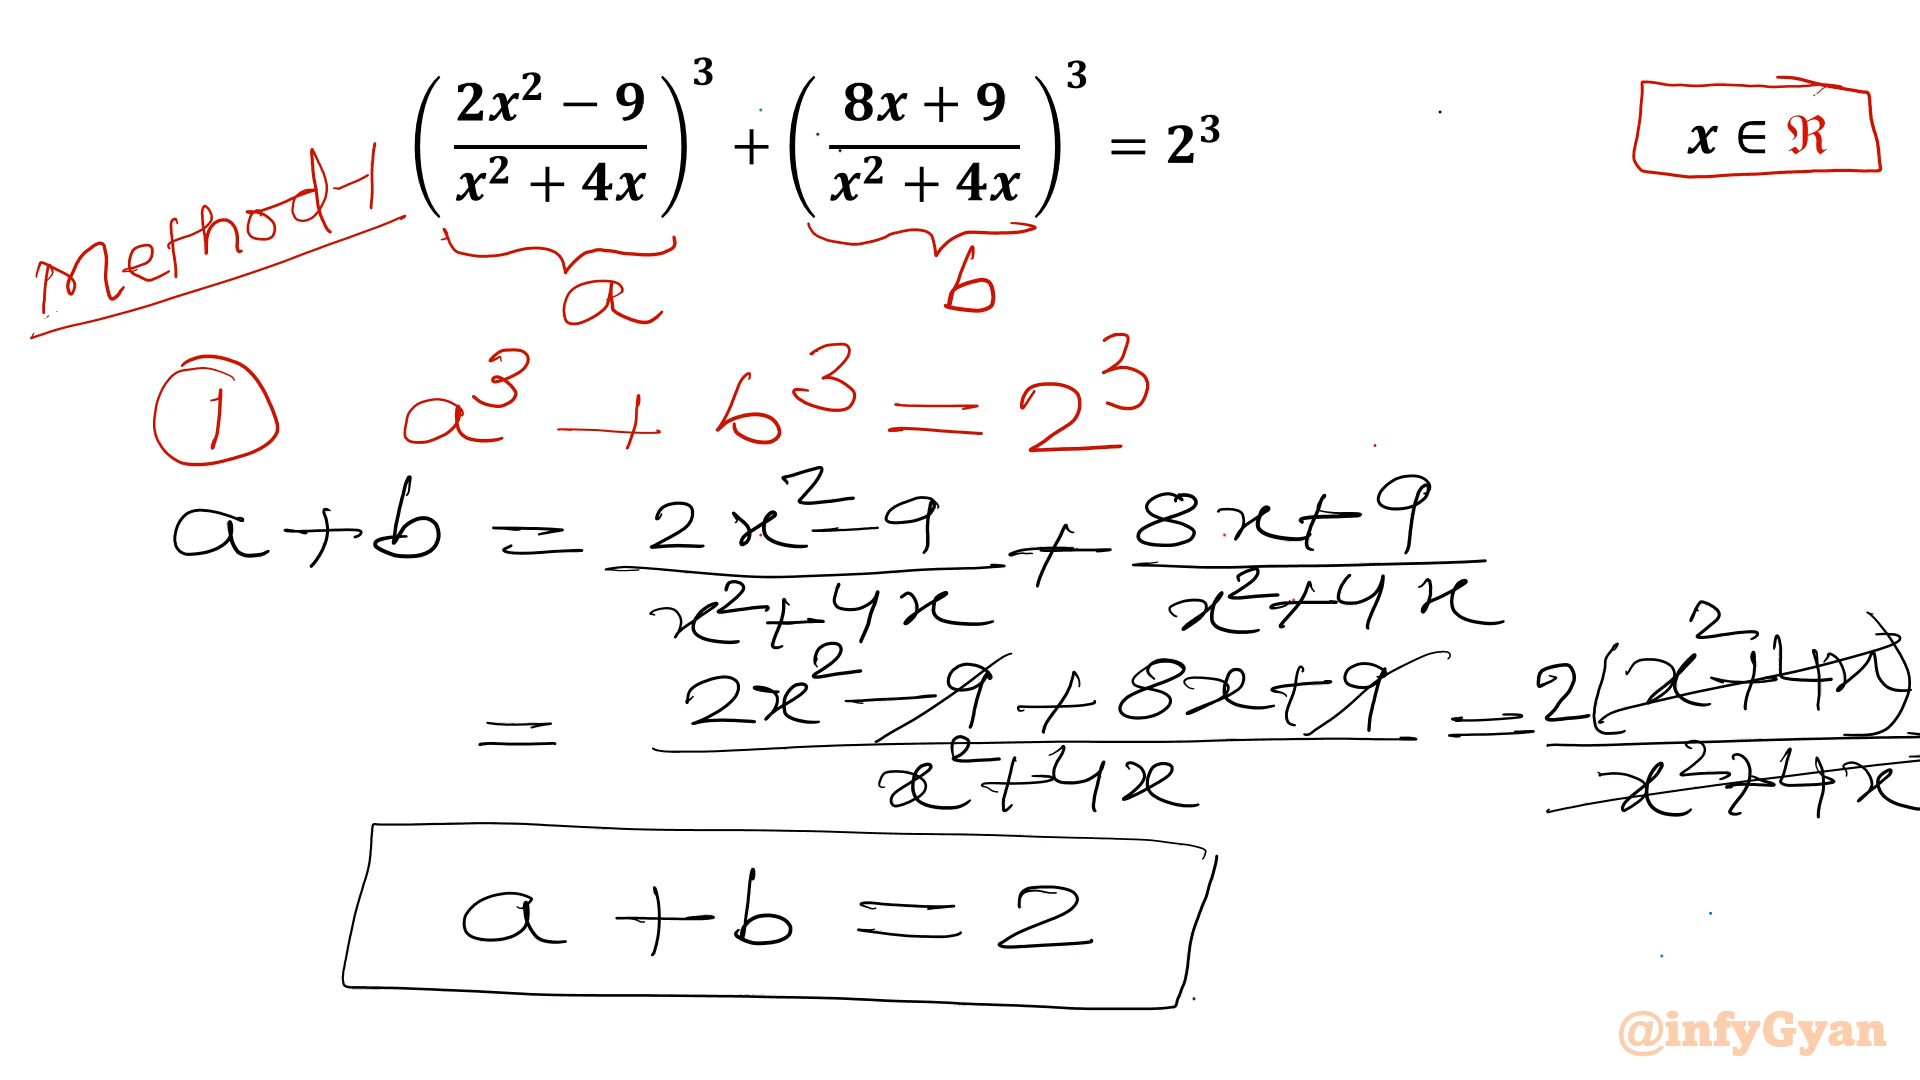 ((2x² − 9)/(x² + 4x))³ + ((8x + 9)/(x² + 4x))³ = 2³
x ∈ ℜ
Method-1
a b
① a³ + b³ = 2³
a + b = (2x² − 9)/(x² + 4x) + (8x + 9)/(x² + 4x)
= (2x² − 9 + 8x + 9)/(x² + 4x) = 2(x² + 4x)/(x² + 4x)
a + b = 2
@infyGyan